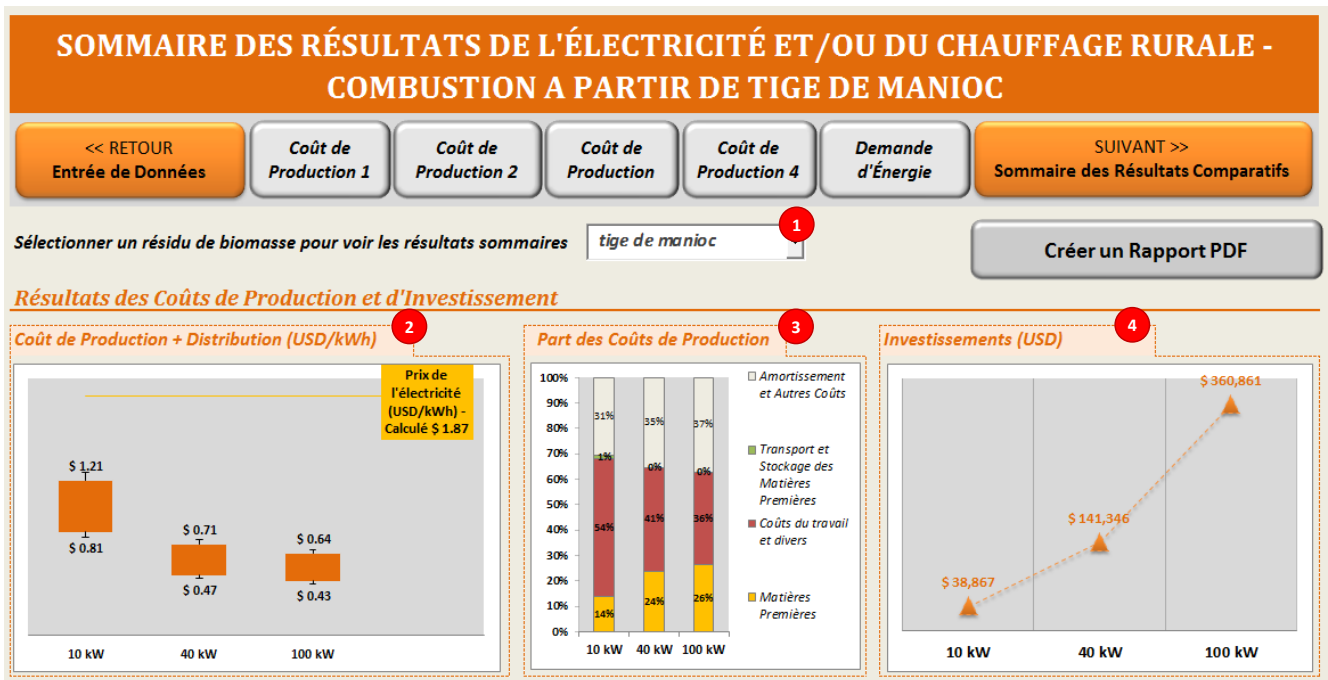 SOMMAIRE DES RÉSULTATS DE L'ÉLECTRICITÉ ET/OU DU CHAUFFAGE RURALE -
COMBUSTION A PARTIR DE TIGE DE MANIOC
<< RETOUR
Entrée de Données
Coût de
Production 1
Coût de
Production 2
Coût de
Production
Coût de
Production 4
Demande
d'Énergie
SUIVANT >>
Sommaire des Résultats Comparatifs
Sélectionner un résidu de biomasse pour voir les résultats sommaires
tige de manioc
1
Créer un Rapport PDF
Résultats des Coûts de Production et d'Investissement
Coût de Production + Distribution (USD/kWh)
2
Prix de
l'électricité
(USD/kWh) -
Calculé $ 1.87
$ 1.21
$ 0.81
$ 0.71
$ 0.47
$ 0.64
$ 0.43
10 kW
40 kW
100 kW
Part des Coûts de Production
3
100%
90%
80%
70%
60%
50%
40%
30%
20%
10%
0%
31%
35%
37%
1%
0%
0%
54%
41%
36%
14%
24%
26%
10 kW
40 kW
100 kW
Amortissement
et Autres Coûts
Transport et
Stockage des
Matières
Premières
Coûts du travail
et divers
Matières
Premières
Investissements (USD)
4
$ 38,867
$ 141,346
$ 360,861
10 kW
40 kW
100 kW